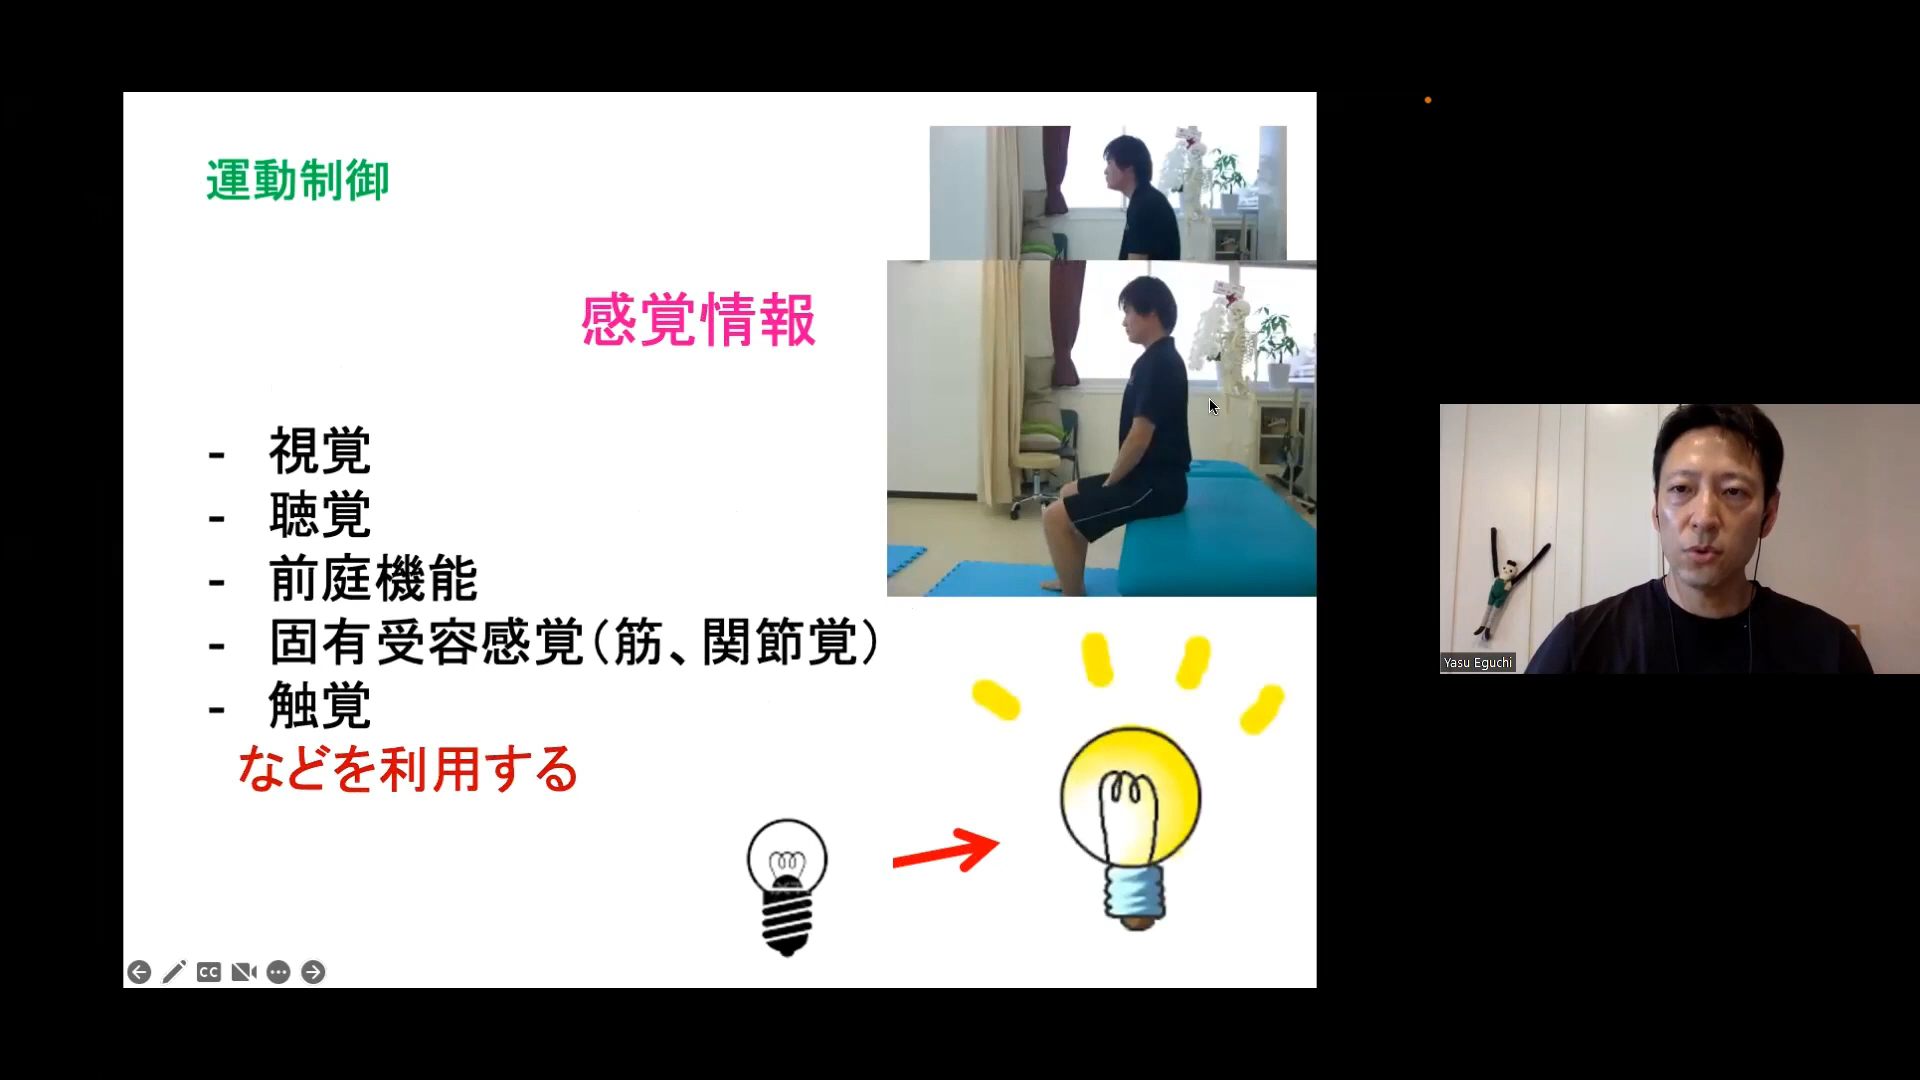 運動制御
感覚情報
- 視覚
- 聴覚
- 前庭機能
- 固有受容感覚（筋、関節覚）
- 触覚
などを利用する
CC
Yasu Eguchi